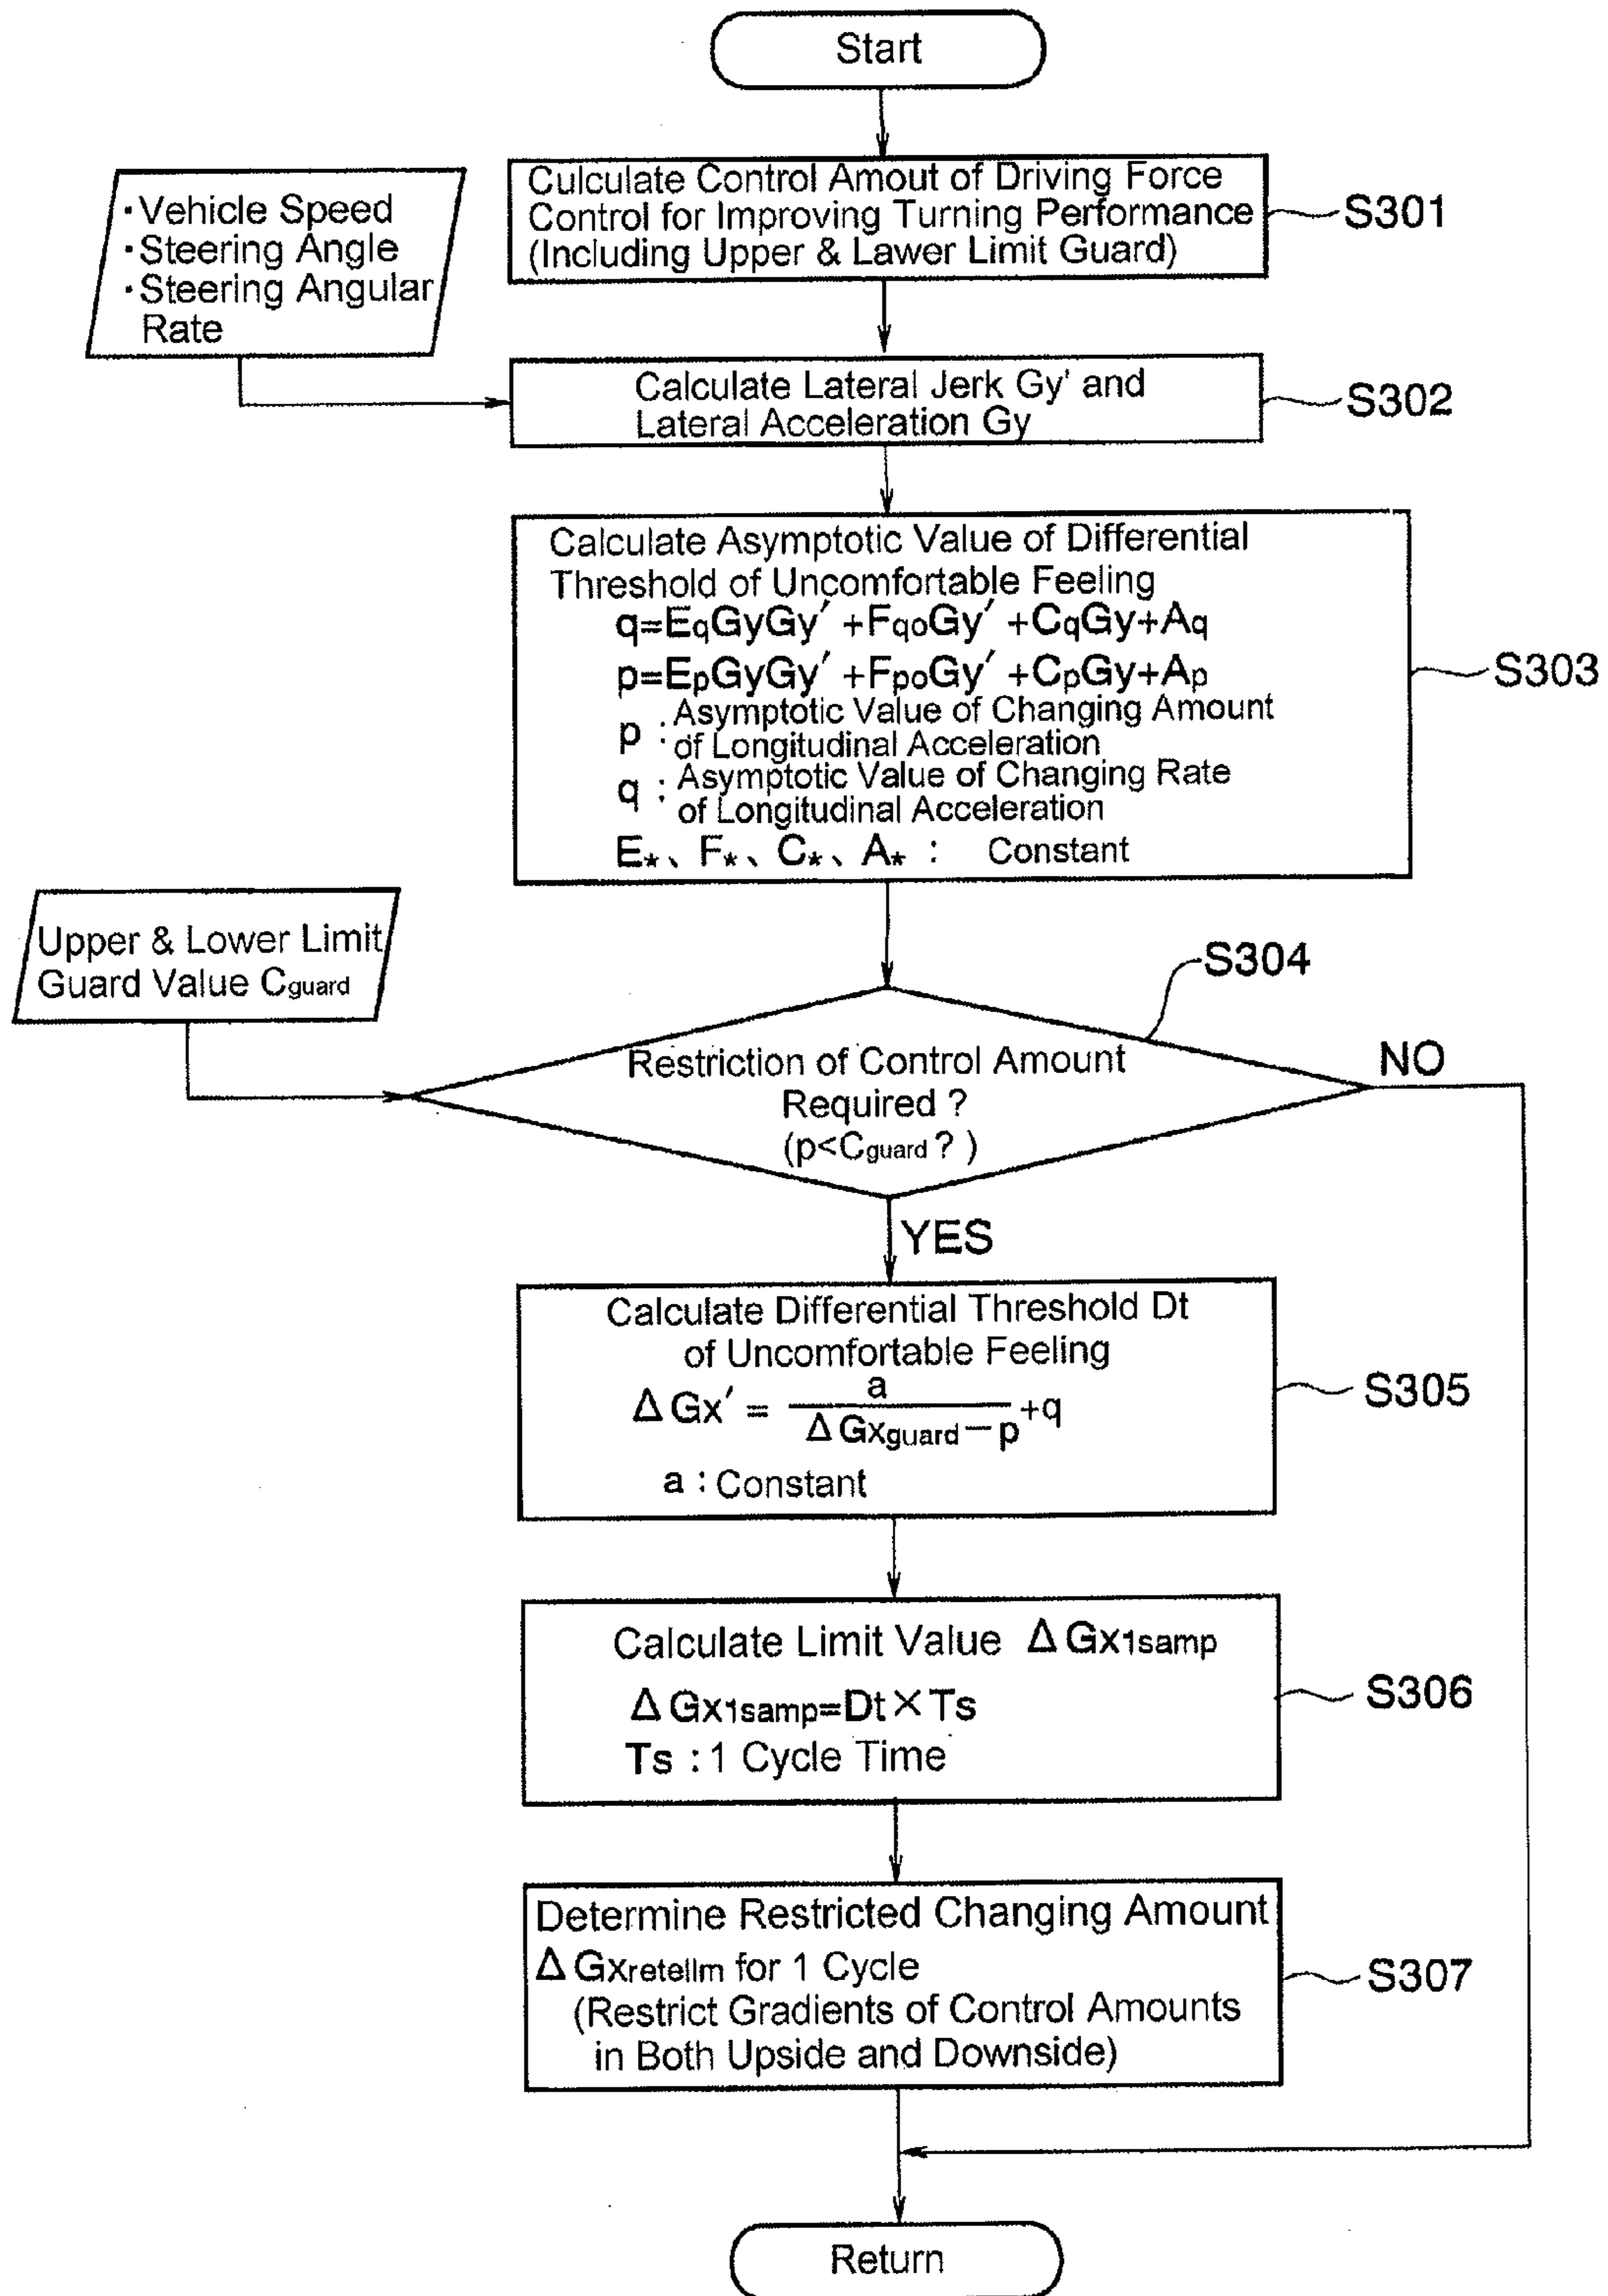 Start
Culculate Control Amout of Driving Force
Control for Improving Turning Performance
(Including Upper & Lawer Limit Guard)
S301
·Vehicle Speed
·Steering Angle
·Steering Angular
Rate
Calculate Lateral Jerk Gy' and
Lateral Acceleration Gy
S302
Calculate Asymptotic Value of Differential
Threshold of Uncomfortable Feeling
q=EqGyGy′+FqoGy′+CqGy+Aq
p=EpGyGy′+FpoGy′+CpGy+Ap
p : Asymptotic Value of Changing Amount
of Longitudinal Acceleration
q : Asymptotic Value of Changing Rate
of Longitudinal Acceleration
E*、F*、C*、A* : Constant
S303
Upper & Lower Limit
Guard Value Cguard
S304
Restriction of Control Amount
Required ?
(p<Cguard ? )
NO
YES
Calculate Differential Threshold Dt
of Uncomfortable Feeling
a
ΔGx′ = +q
ΔGxguard−p
a : Constant
S305
Calculate Limit Value ΔGx1samp
ΔGx1samp=Dt×Ts
Ts : 1 Cycle Time
S306
Determine Restricted Changing Amount
ΔGxretellm for 1 Cycle
(Restrict Gradients of Control Amounts
in Both Upside and Downside)
S307
Return